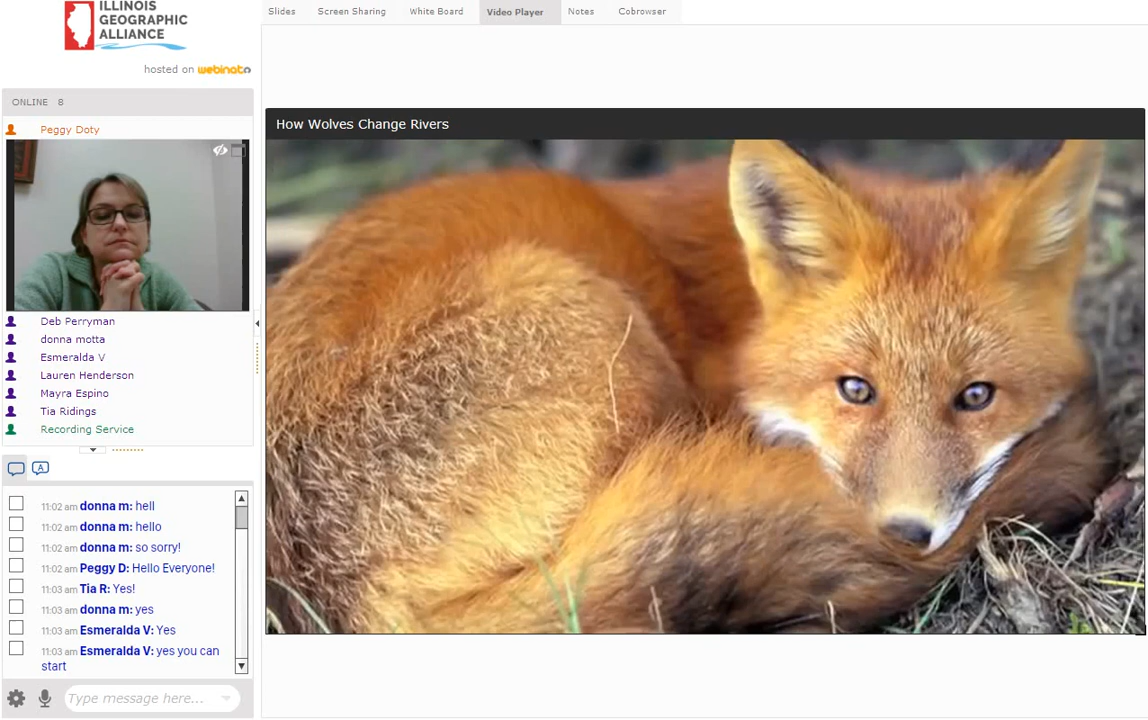 ILLINOIS
GEOGRAPHIC
ALLIANCE
hosted on webinato
Slides
Screen Sharing
White Board
Video Player
Notes
Cobrowser
ONLINE 8
Peggy Doty
Deb Perryman
donna motta
Esmeralda V
Lauren Henderson
Mayra Espino
Tia Ridings
Recording Service
A
11:02 am donna m: hell
11:02 am donna m: hello
11:02 am donna m: so sorry!
11:02 am Peggy D: Hello Everyone!
11:03 am Tia R: Yes!
11:03 am donna m: yes
11:03 am Esmeralda V: Yes
11:03 am Esmeralda V: yes you can
start
Type message here...
How Wolves Change Rivers